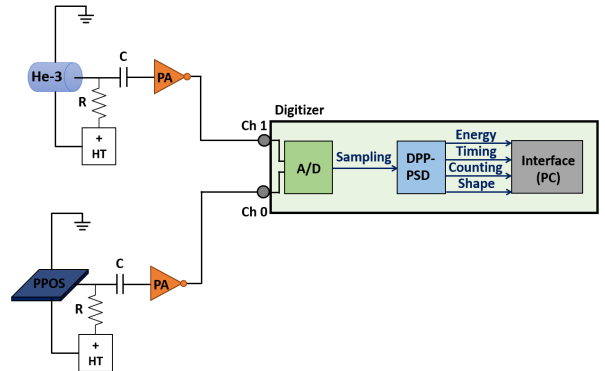 He-3
C
PA
R
+
HT
Ch 1
Digitizer
A/D
Sampling
DPP-
PSD
Energy
Timing
Counting
Shape
Interface
(PC)
Ch 0
PPOS
C
PA
R
+
HT